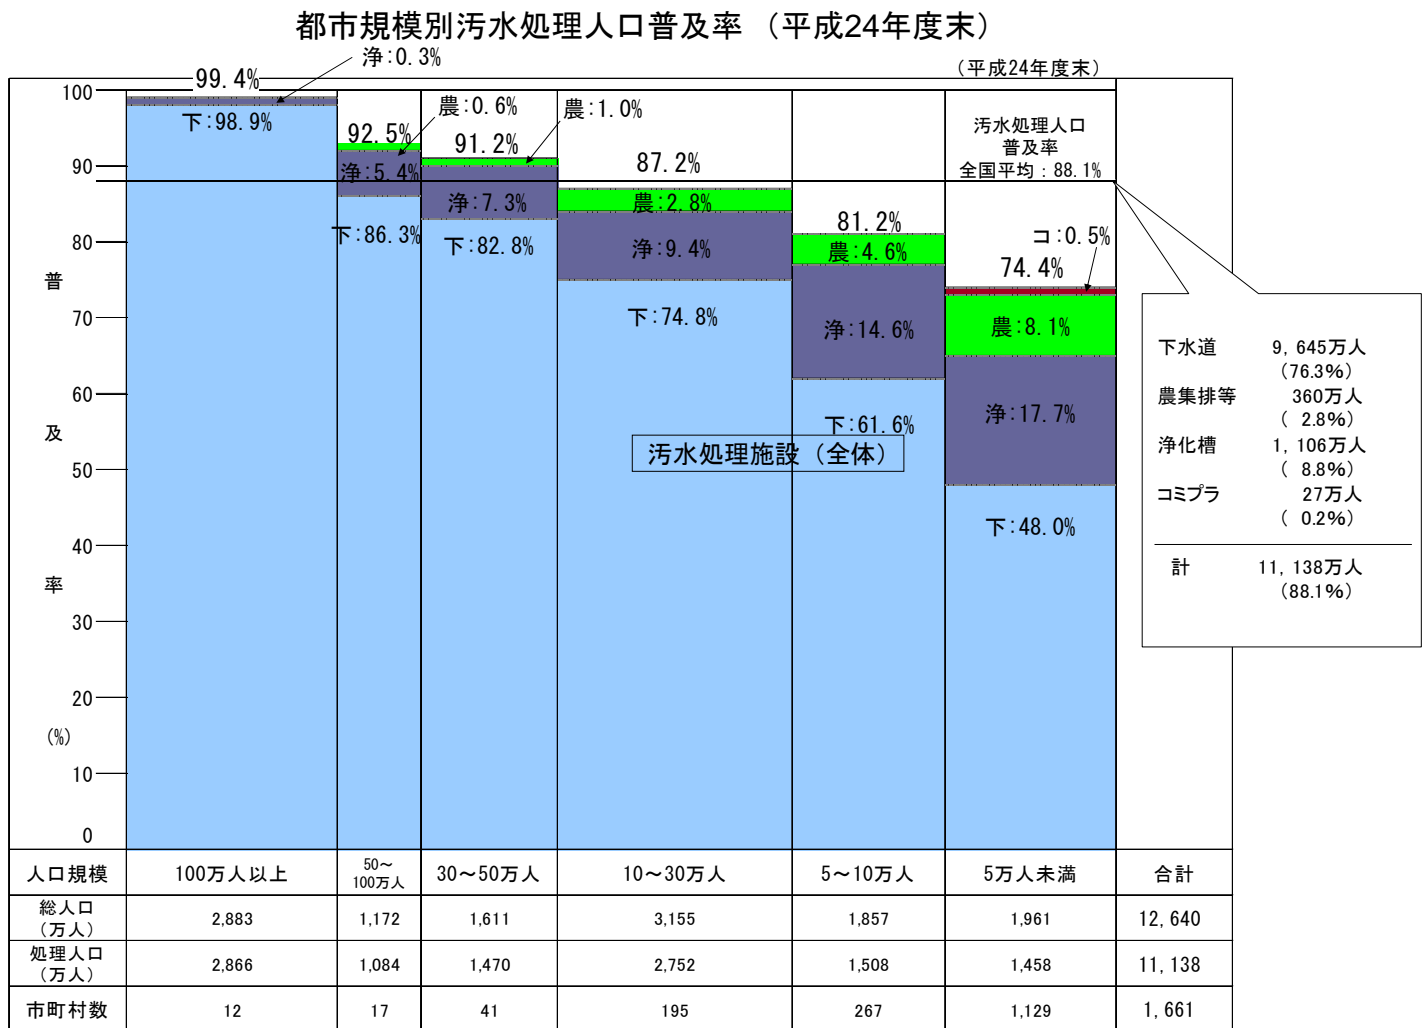 都市規模別汚水処理人口普及率 （平成24年度末）
（平成24年度末）
浄：0.3%
99.4%
下：98.9%
農：0.6%
92.5%
浄：5.4%
下：86.3%
農：1.0%
91.2%
浄：7.3%
下：82.8%
87.2%
農：2.8%
浄：9.4%
下：74.8%
81.2%
農：4.6%
浄：14.6%
下：61.6%
コ：0.5%
74.4%
農：8.1%
浄：17.7%
下：48.0%
汚水処理人口
普及率
全国平均：88.1%
汚水処理施設（全体）
100
90
80
70
60
50
40
30
20
10
0
普
及
率
(%)
下水道 9,645万人
（76.3%）
農集排等 360万人
（ 2.8%）
浄化槽 1,106万人
（ 8.8%）
コミプラ 27万人
（ 0.2%）
計 11,138万人
（88.1%）
人口規模 100万人以上 50～100万人 30～50万人 10～30万人 5～10万人 5万人未満 合計
総人口（万人） 2,883 1,172 1,611 3,155 1,857 1,961 12,640
処理人口（万人） 2,866 1,084 1,470 2,752 1,508 1,458 11,138
市町村数 12 17 41 195 267 1,129 1,661